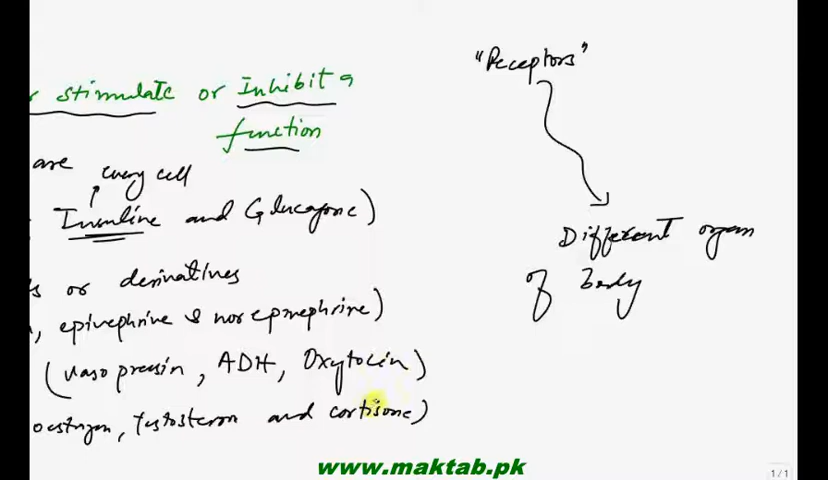 "Receptors"
r stimulate or Inhibit a
function
are every cell
Insuline and Glucagone)
Different organ
of Body
s or derivatines
, epinephrine & norepinephrine)
(vasopressin, ADH, Oxytocin)
oestrogen, Testosteron and cortisone)
www.maktab.pk
1/1